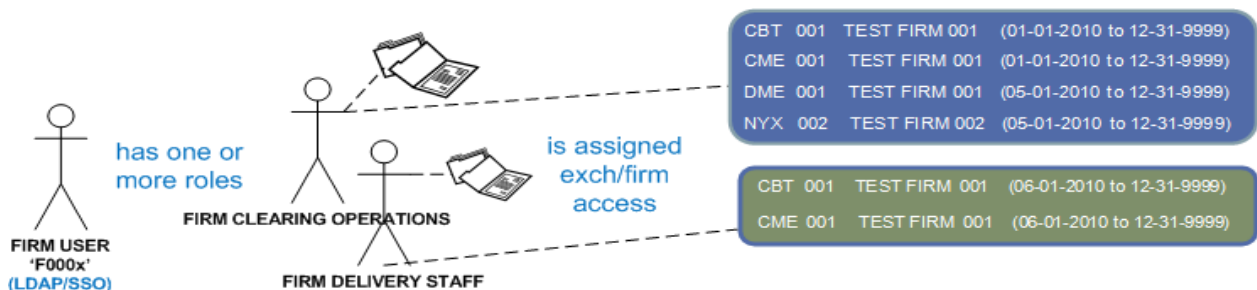 FIRM USER
'F000x'
(LDAP/SSO)
has one or
more roles
FIRM CLEARING OPERATIONS
FIRM DELIVERY STAFF
is assigned
exch/firm
access
CBT 001 TEST FIRM 001 (01-01-2010 to 12-31-9999)
CME 001 TEST FIRM 001 (01-01-2010 to 12-31-9999)
DME 001 TEST FIRM 001 (05-01-2010 to 12-31-9999)
NYX 002 TEST FIRM 002 (05-01-2010 to 12-31-9999)
CBT 001 TEST FIRM 001 (06-01-2010 to 12-31-9999)
CME 001 TEST FIRM 001 (06-01-2010 to 12-31-9999)